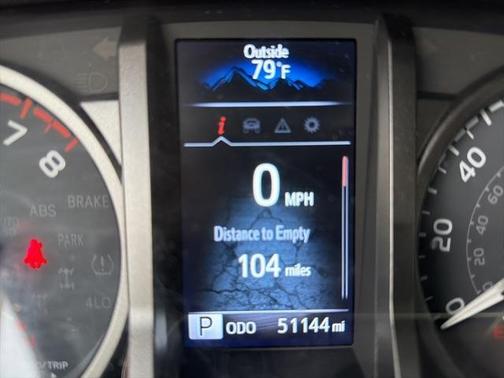 Outside
79°F
i
0 MPH
Distance to Empty
104 miles
P ODO 51144 mi
7
8
ABS
BRAKE
PARK
4LO
/TRIP
40
20
0